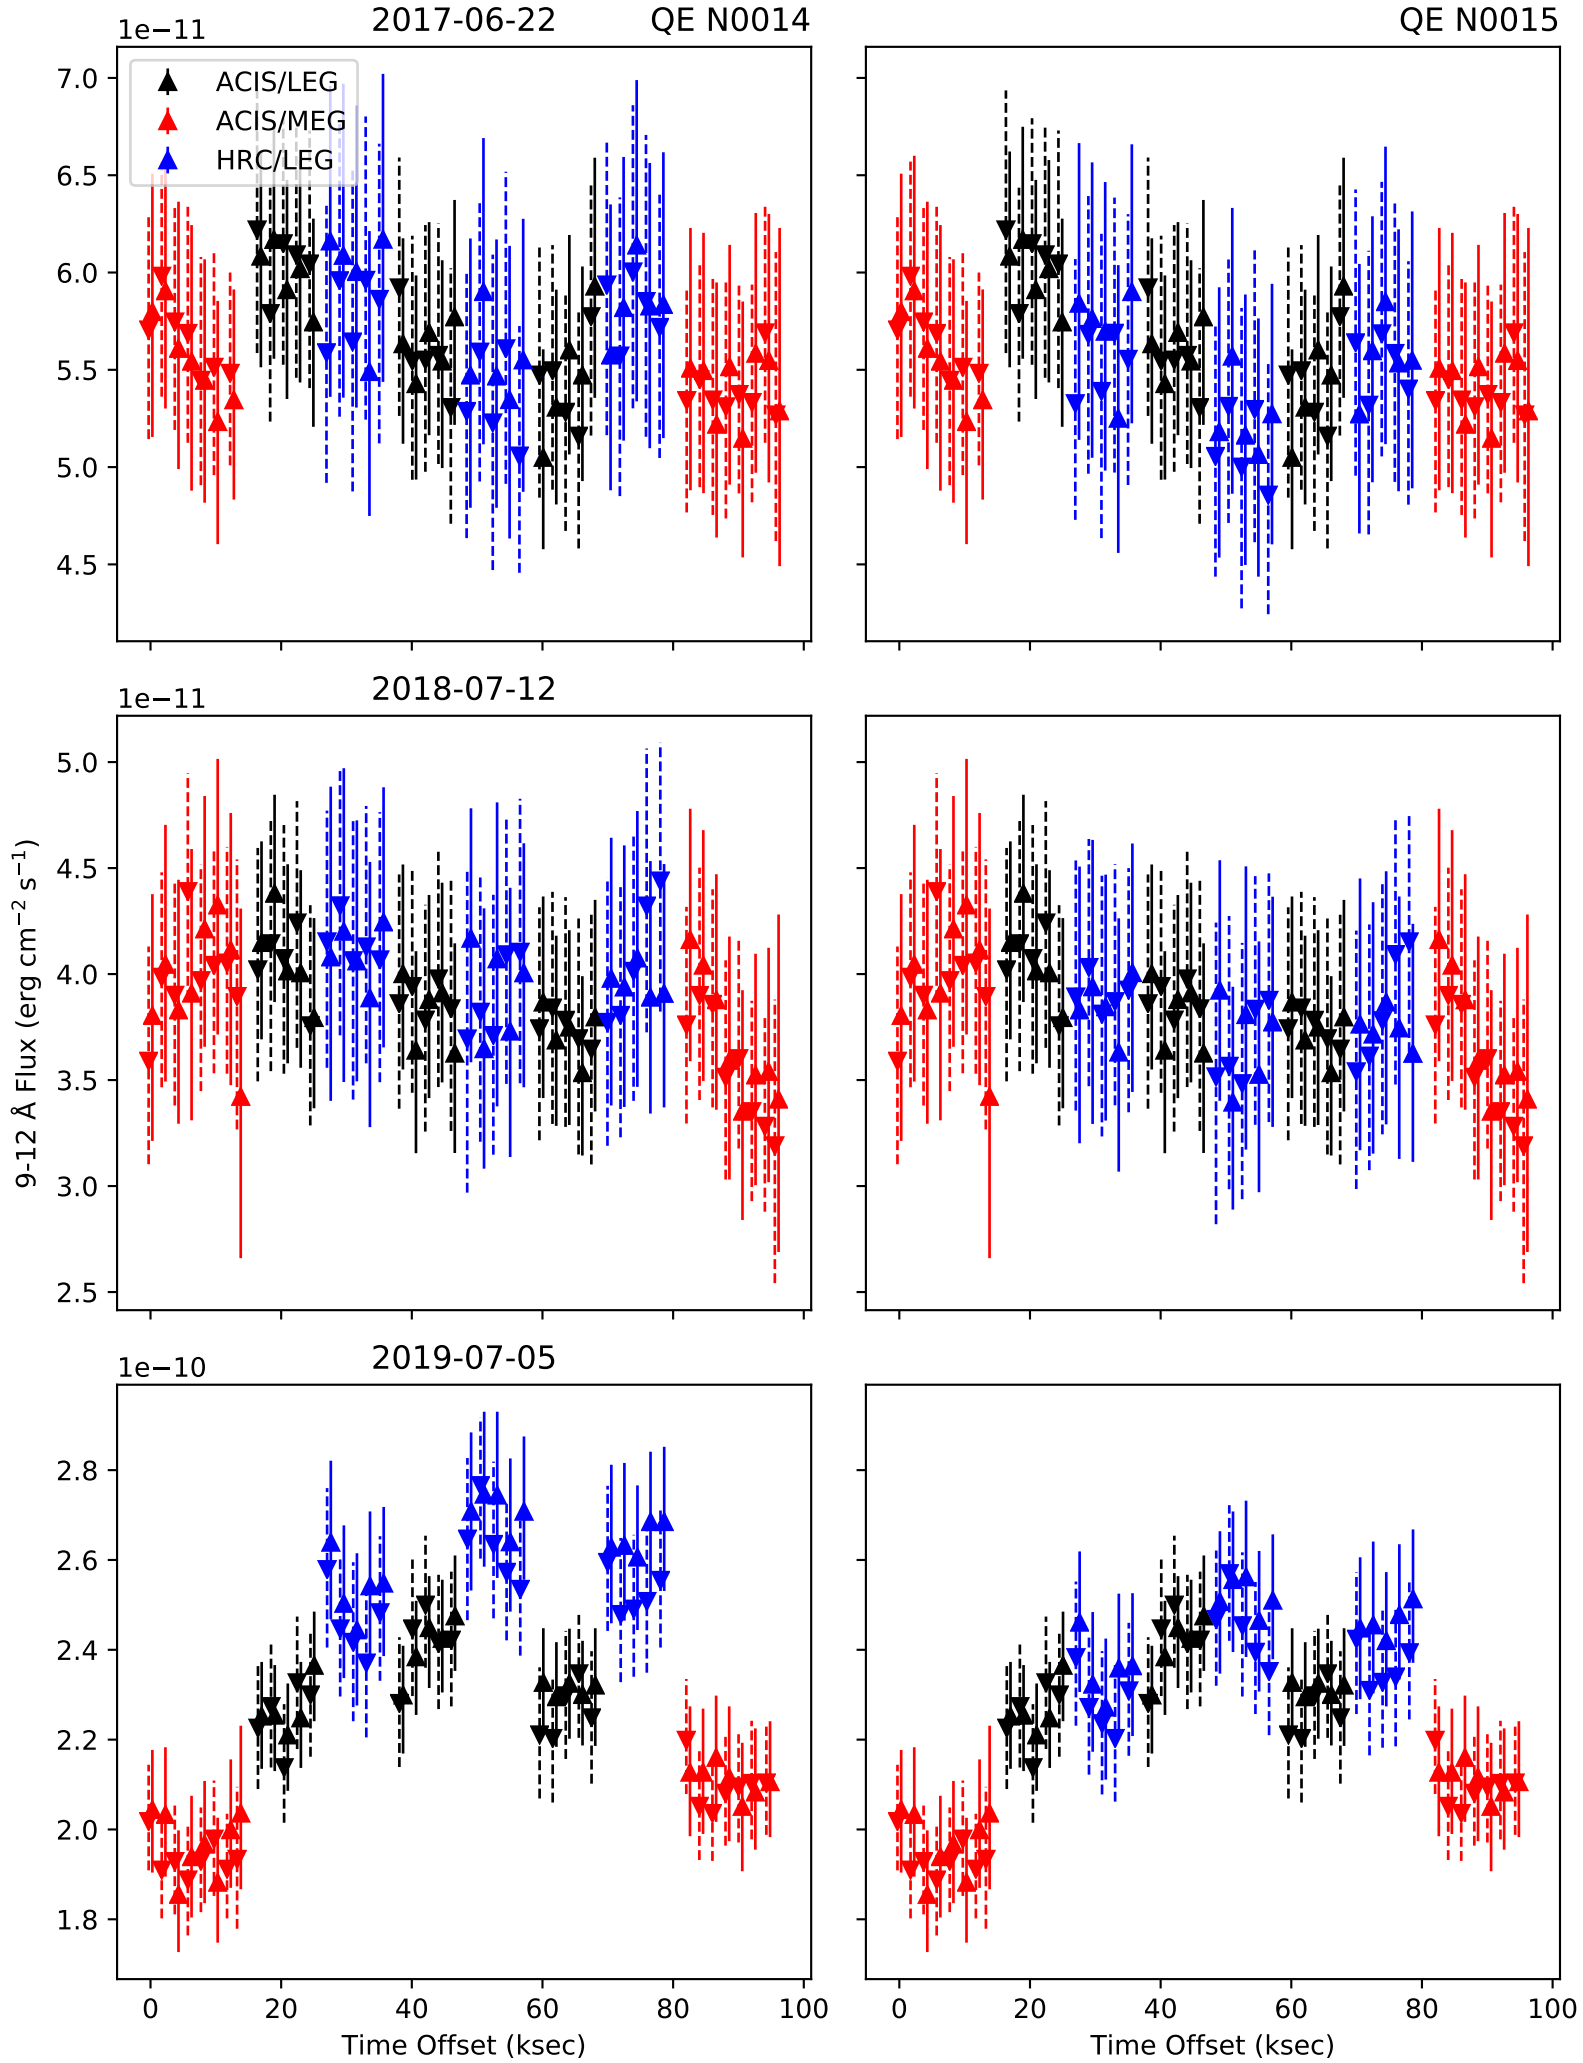 1e−11 2017-06-22 QE N0014 QE N0015
ACIS/LEG
ACIS/MEG
HRC/LEG
7.0
6.5
6.0
5.5
5.0
4.5
1e−11 2018-07-12
5.0
4.5
4.0
3.5
3.0
2.5
9-12 Å Flux (erg cm⁻² s⁻¹)
1e−10 2019-07-05
2.8
2.6
2.4
2.2
2.0
1.8
0 20 40 60 80 100 0 20 40 60 80 100
Time Offset (ksec) Time Offset (ksec)